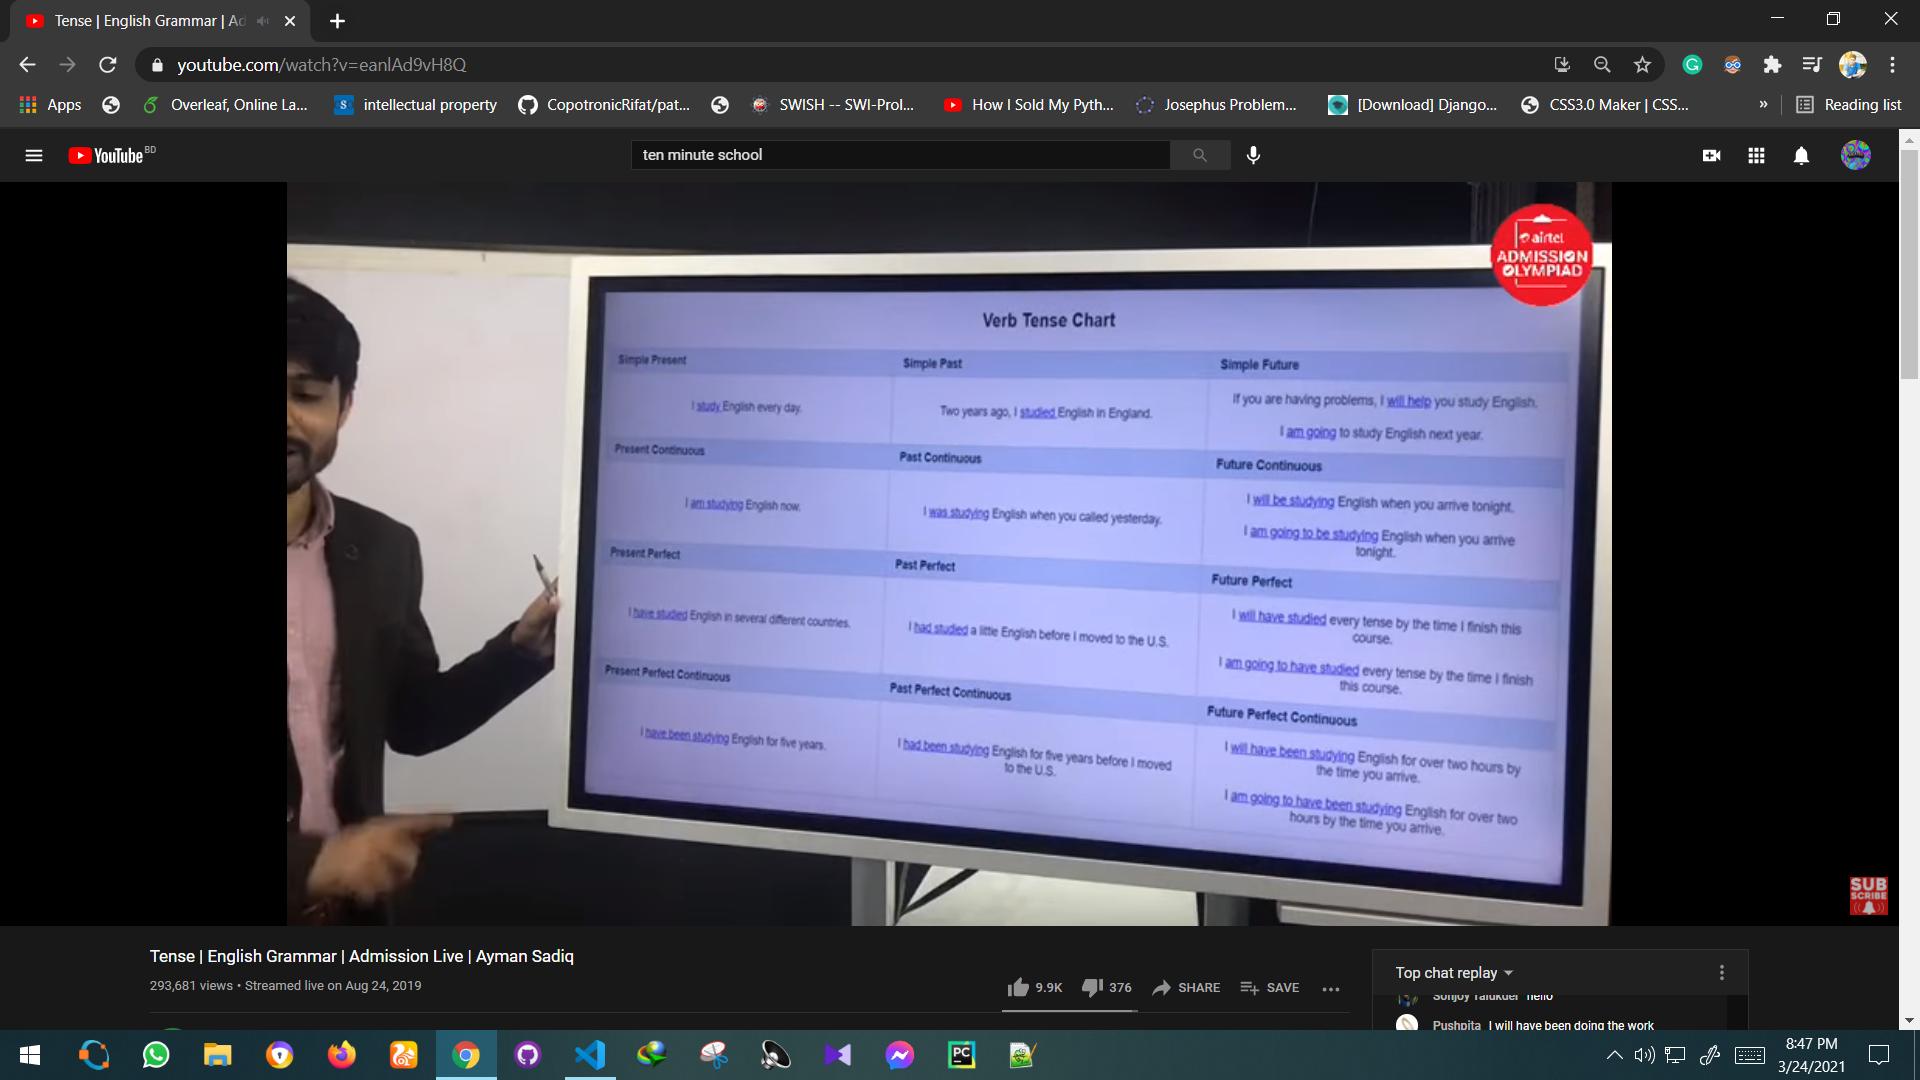 Tense | English Grammar | Ad
youtube.com/watch?v=eanlAd9vH8Q
Apps
Overleaf, Online La...
intellectual property
CopotronicRifat/pat...
SWISH -- SWI-Prol...
How I Sold My Pyth...
Josephus Problem...
[Download] Django...
CSS3.0 Maker | CSS...
»
Reading list
YouTube BD
ten minute school
airtel
ADMISSION
OLYMPIAD
Verb Tense Chart
Simple Present
Simple Past
Simple Future
I study English every day.
Two years ago, I studied English in England.
If you are having problems, I will help you study English.
I am going to study English next year.
Present Continuous
Past Continuous
Future Continuous
I am studying English now.
I was studying English when you called yesterday.
I will be studying English when you arrive tonight.
I am going to be studying English when you arrive
tonight.
Present Perfect
Past Perfect
Future Perfect
I have studied English in several different countries.
I had studied a little English before I moved to the U.S.
I will have studied every tense by the time I finish this
course.
I am going to have studied every tense by the time I finish
this course.
Present Perfect Continuous
Past Perfect Continuous
Future Perfect Continuous
I have been studying English for five years.
I had been studying English for five years before I moved
to the U.S.
I will have been studying English for over two hours by
the time you arrive.
I am going to have been studying English for over two
hours by the time you arrive.
SUB
SCRIBE
Tense | English Grammar | Admission Live | Ayman Sadiq
293,681 views • Streamed live on Aug 24, 2019
9.9K
376
SHARE
SAVE
Top chat replay
Sonjoy Talukder hello
Pushpita I will have been doing the work
PC
8:47 PM
3/24/2021